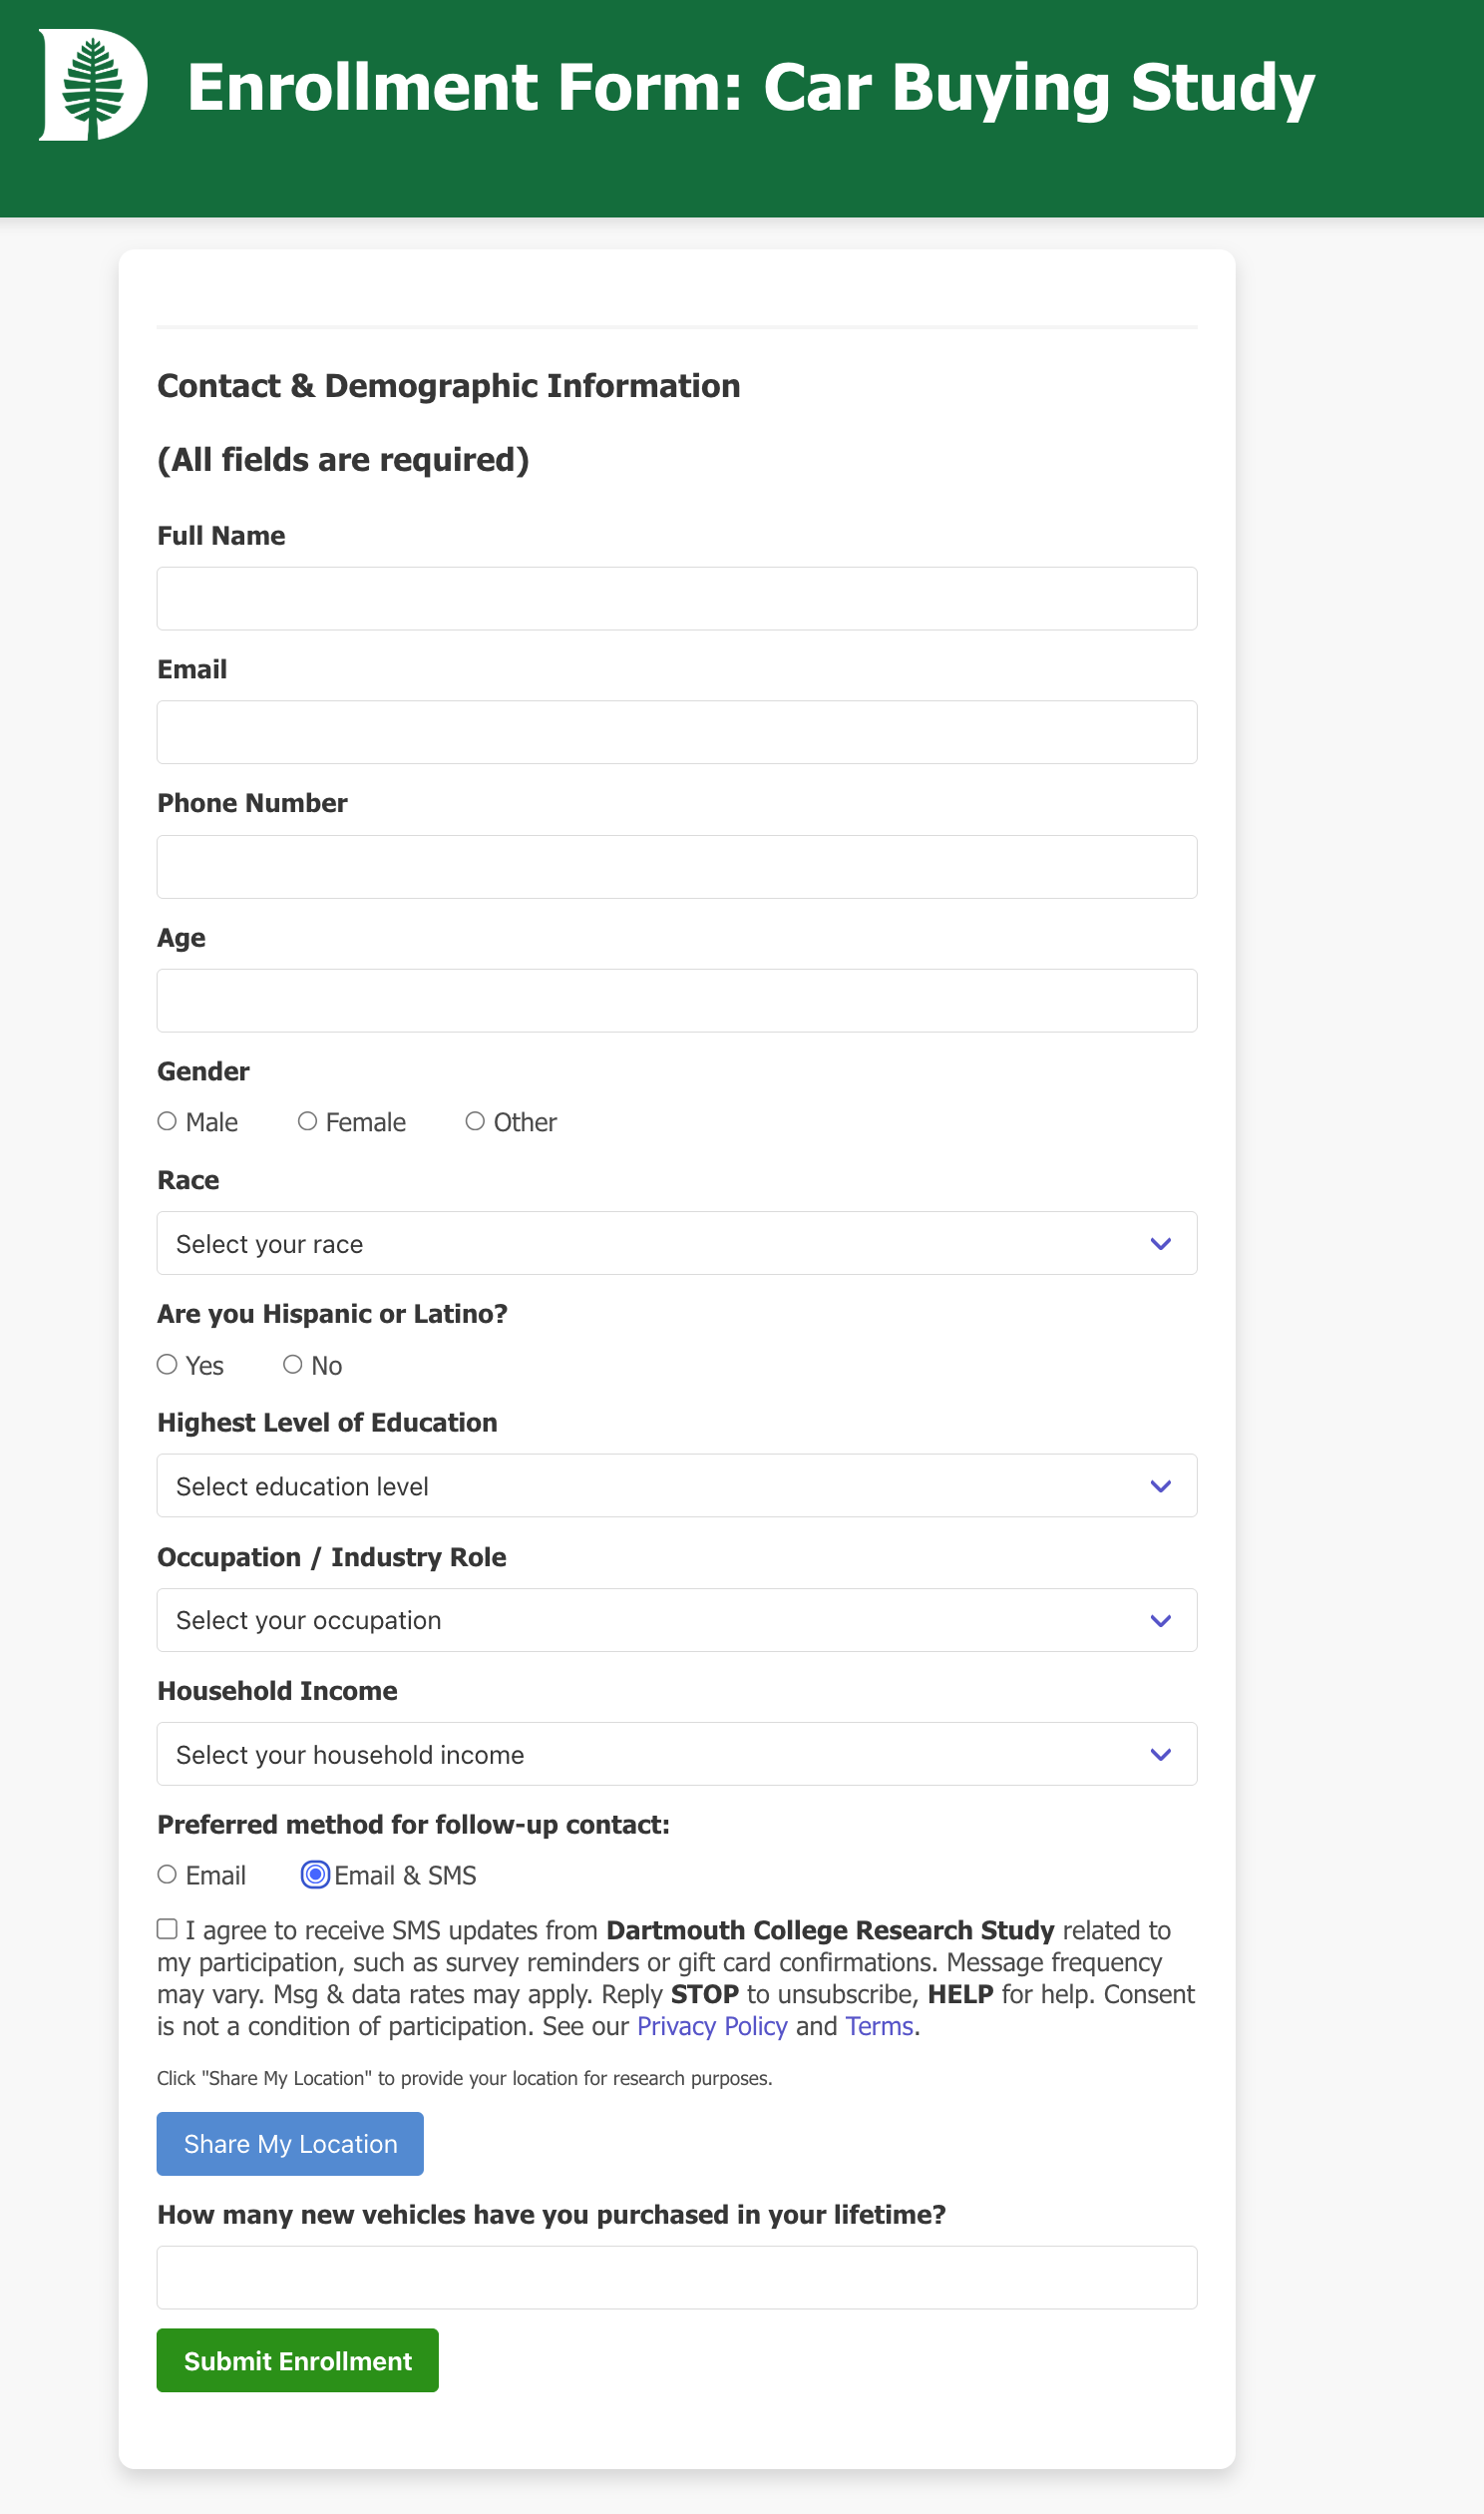 Enrollment Form: Car Buying Study
Contact & Demographic Information
(All fields are required)
Full Name
Email
Phone Number
Age
Gender
Male Female Other
Race
Select your race
Are you Hispanic or Latino?
Yes No
Highest Level of Education
Select education level
Occupation / Industry Role
Select your occupation
Household Income
Select your household income
Preferred method for follow-up contact:
Email Email & SMS
I agree to receive SMS updates from Dartmouth College Research Study related to
my participation, such as survey reminders or gift card confirmations. Message frequency
may vary. Msg & data rates may apply. Reply STOP to unsubscribe, HELP for help. Consent
is not a condition of participation. See our Privacy Policy and Terms.
Click "Share My Location" to provide your location for research purposes.
Share My Location
How many new vehicles have you purchased in your lifetime?
Submit Enrollment